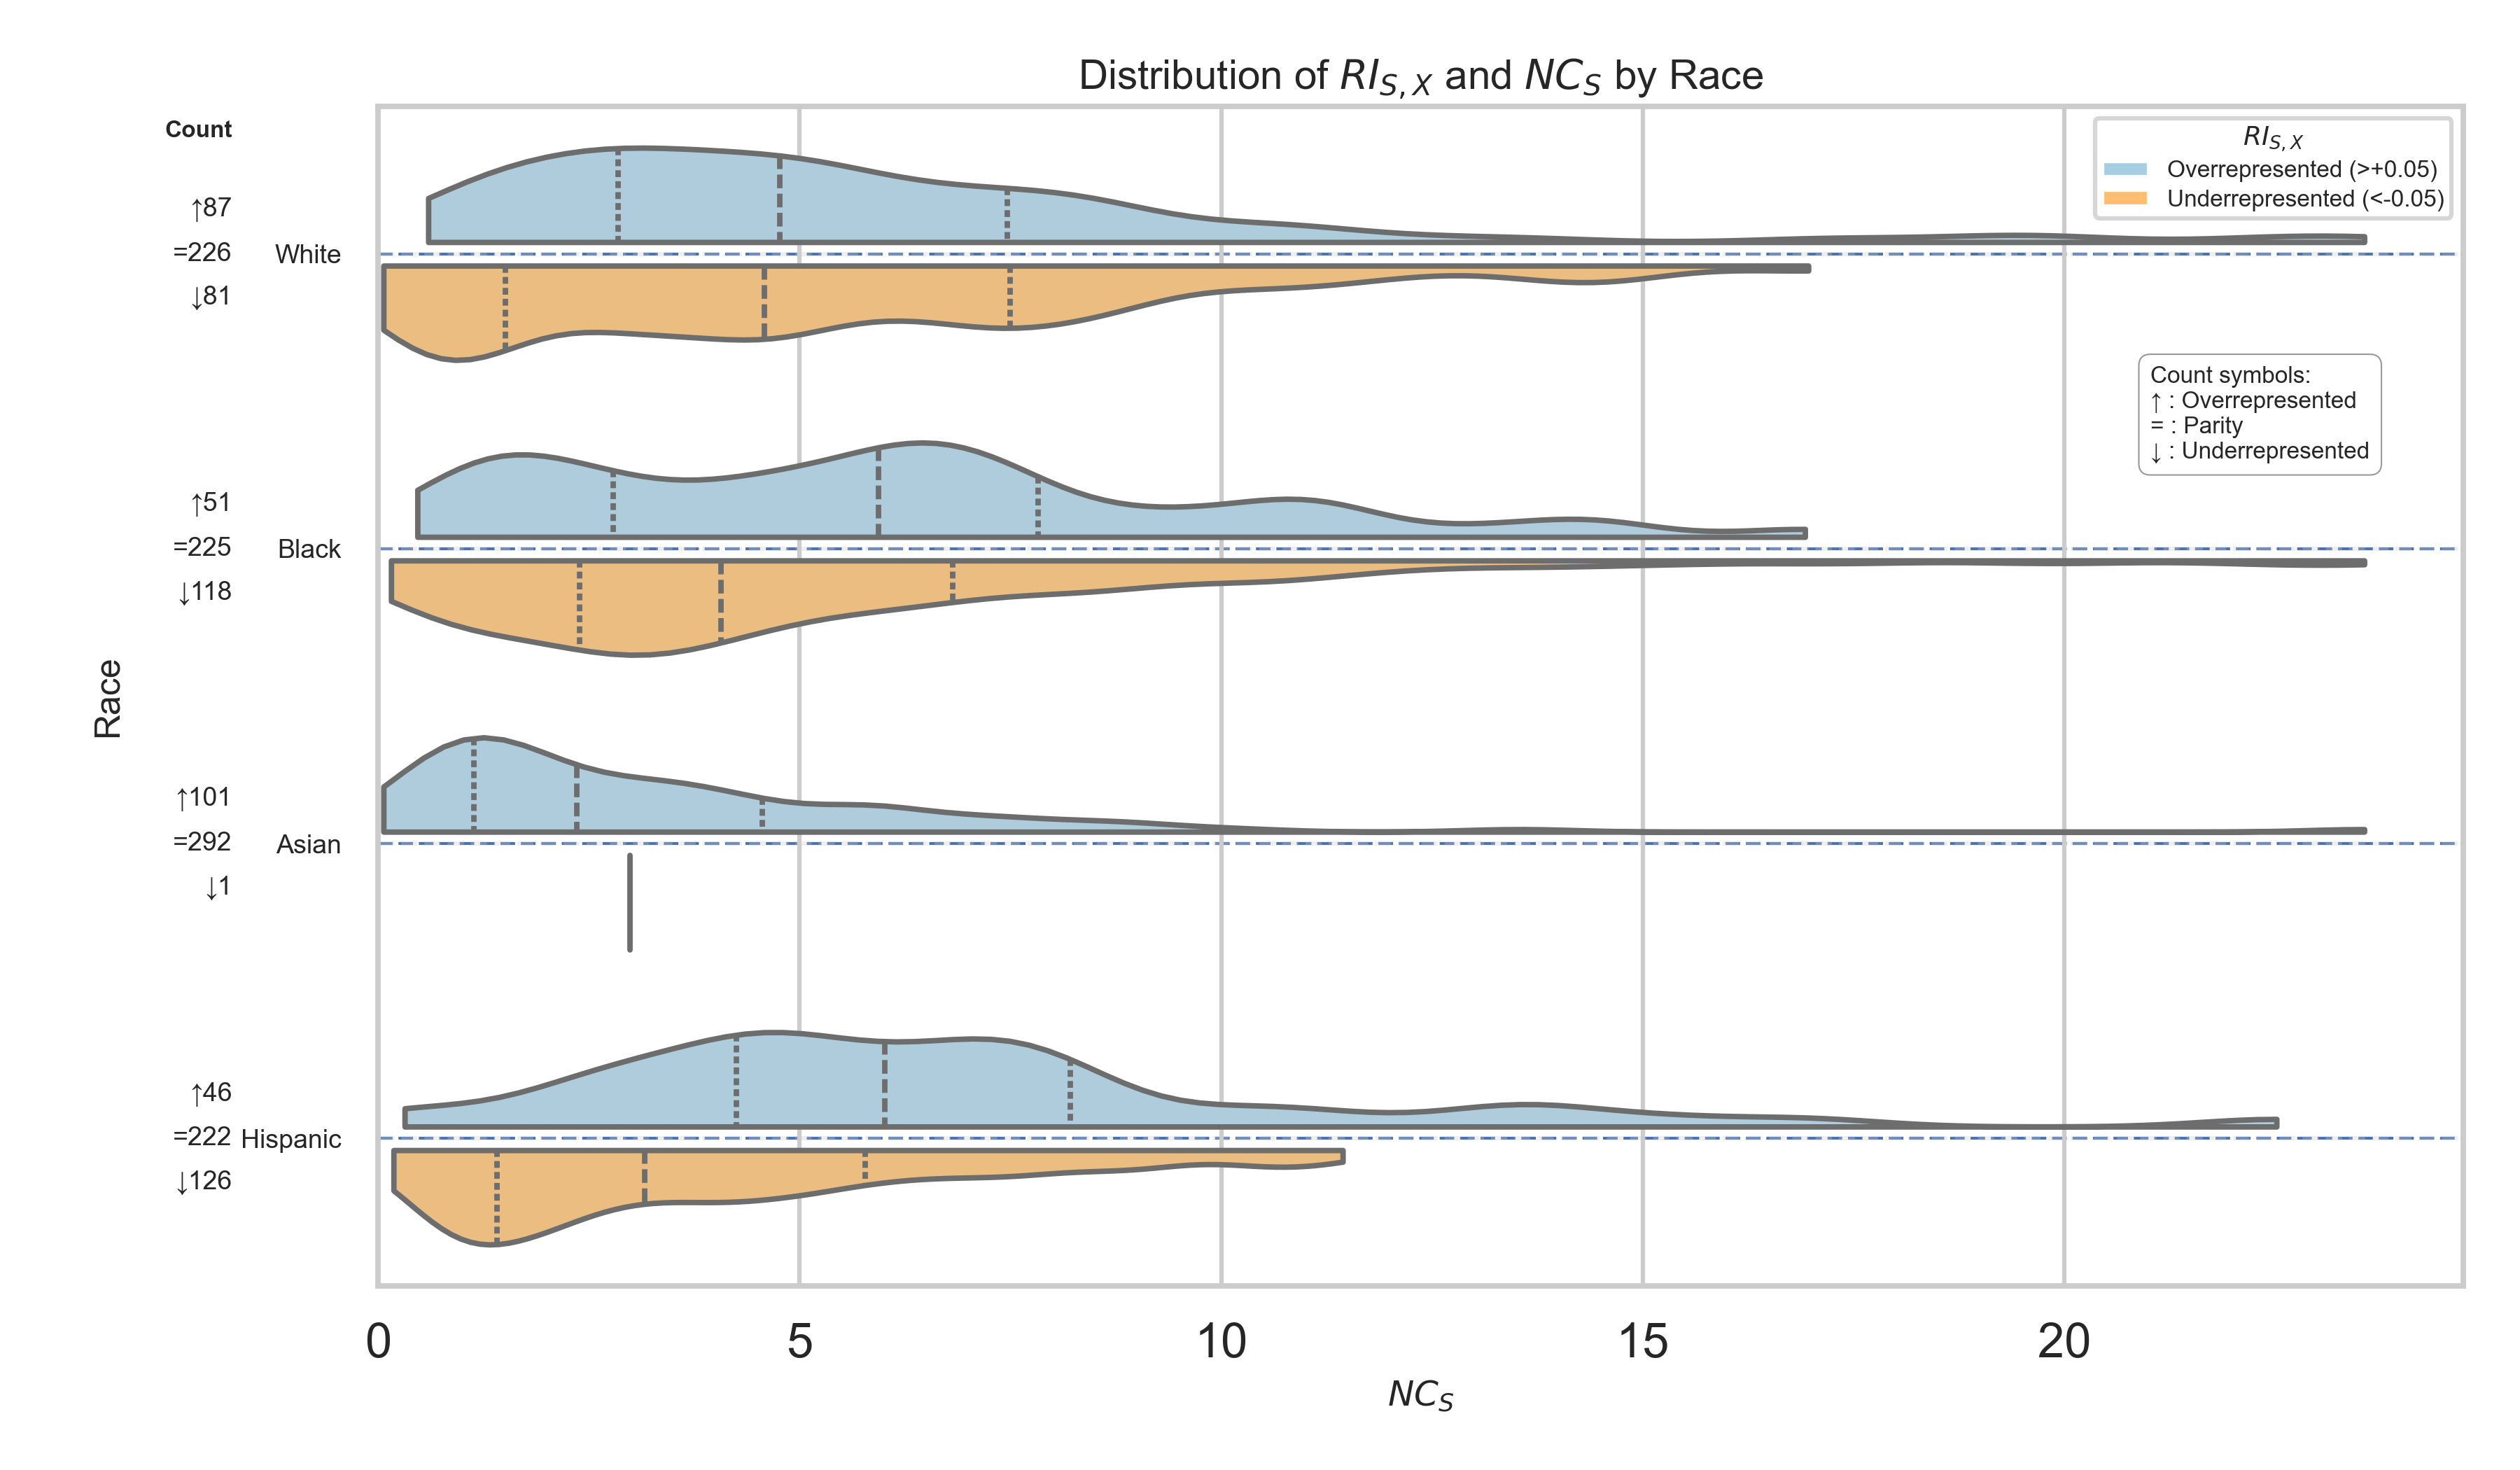 Distribution of RI_{S,X} and NC_S by Race
Count
RI_{S,X}
Overrepresented (>+0.05)
Underrepresented (<-0.05)
↑87
=226 White
↓81
Count symbols:
↑ : Overrepresented
= : Parity
↓ : Underrepresented
↑51
=225 Black
↓118
Race
↑101
=292 Asian
↓1
↑46
=222 Hispanic
↓126
0 5 10 15 20
NC_S